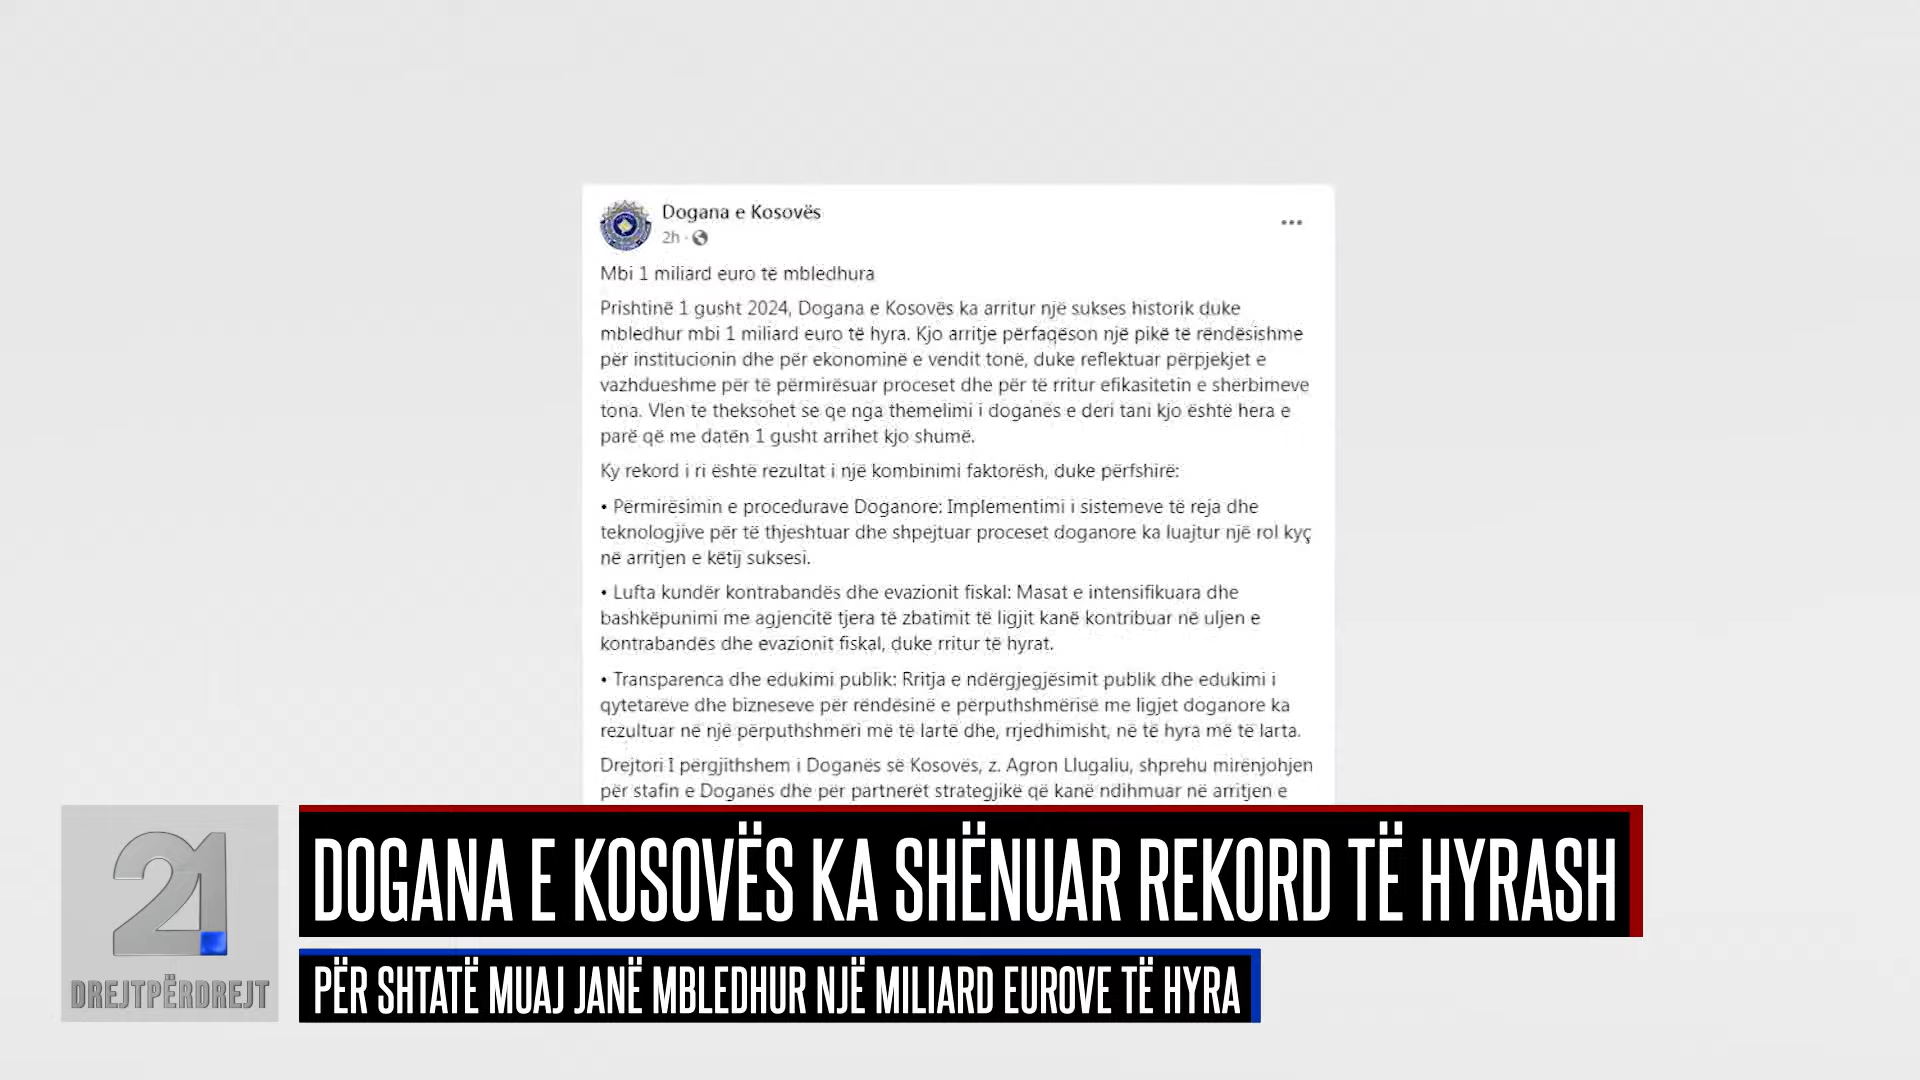 Dogana e Kosovës
2h ·
Mbi 1 miliard euro të mbledhura
Prishtinë 1 gusht 2024, Dogana e Kosovës ka arritur një sukses historik duke
mbledhur mbi 1 miliard euro të hyra. Kjo arritje përfaqëson një pikë të rëndësishme
për institucionin dhe për ekonominë e vendit tonë, duke reflektuar përpjekjet e
vazhdueshme për të përmirësuar proceset dhe për të rritur efikasitetin e shërbimeve
tona. Vlen te theksohet se qe nga themelimi i doganës e deri tani kjo është hera e
parë që me datën 1 gusht arrihet kjo shumë.
Ky rekord i ri është rezultat i një kombinimi faktorësh, duke përfshirë:
• Përmirësimin e procedurave Doganore: Implementimi i sistemeve të reja dhe
teknologjive për të thjeshtuar dhe shpejtuar proceset doganore ka luajtur një rol kyç
në arritjen e këtij suksesi.
• Lufta kundër kontrabandës dhe evazionit fiskal: Masat e intensifikuara dhe
bashkëpunimi me agjencitë tjera të zbatimit të ligjit kanë kontribuar në uljen e
kontrabandës dhe evazionit fiskal, duke rritur të hyrat.
• Transparenca dhe edukimi publik: Rritja e ndërgjegjësimit publik dhe edukimi i
qytetarëve dhe bizneseve për rëndësinë e përputhshmërisë me ligjet doganore ka
rezultuar në një përputhshmëri më të lartë dhe, rrjedhimisht, në të hyra më të larta.
Drejtori I përgjithshem i Doganës së Kosovës, z. Agron Llugaliu, shprehu mirënjohjen
për stafin e Doganës dhe për partnerët strategjikë që kanë ndihmuar në arritjen e
DOGANA E KOSOVËS KA SHËNUAR REKORD TË HYRASH
PËR SHTATË MUAJ JANË MBLEDHUR NJË MILIARD EUROVE TË HYRA
21
DREJTPËRDREJT